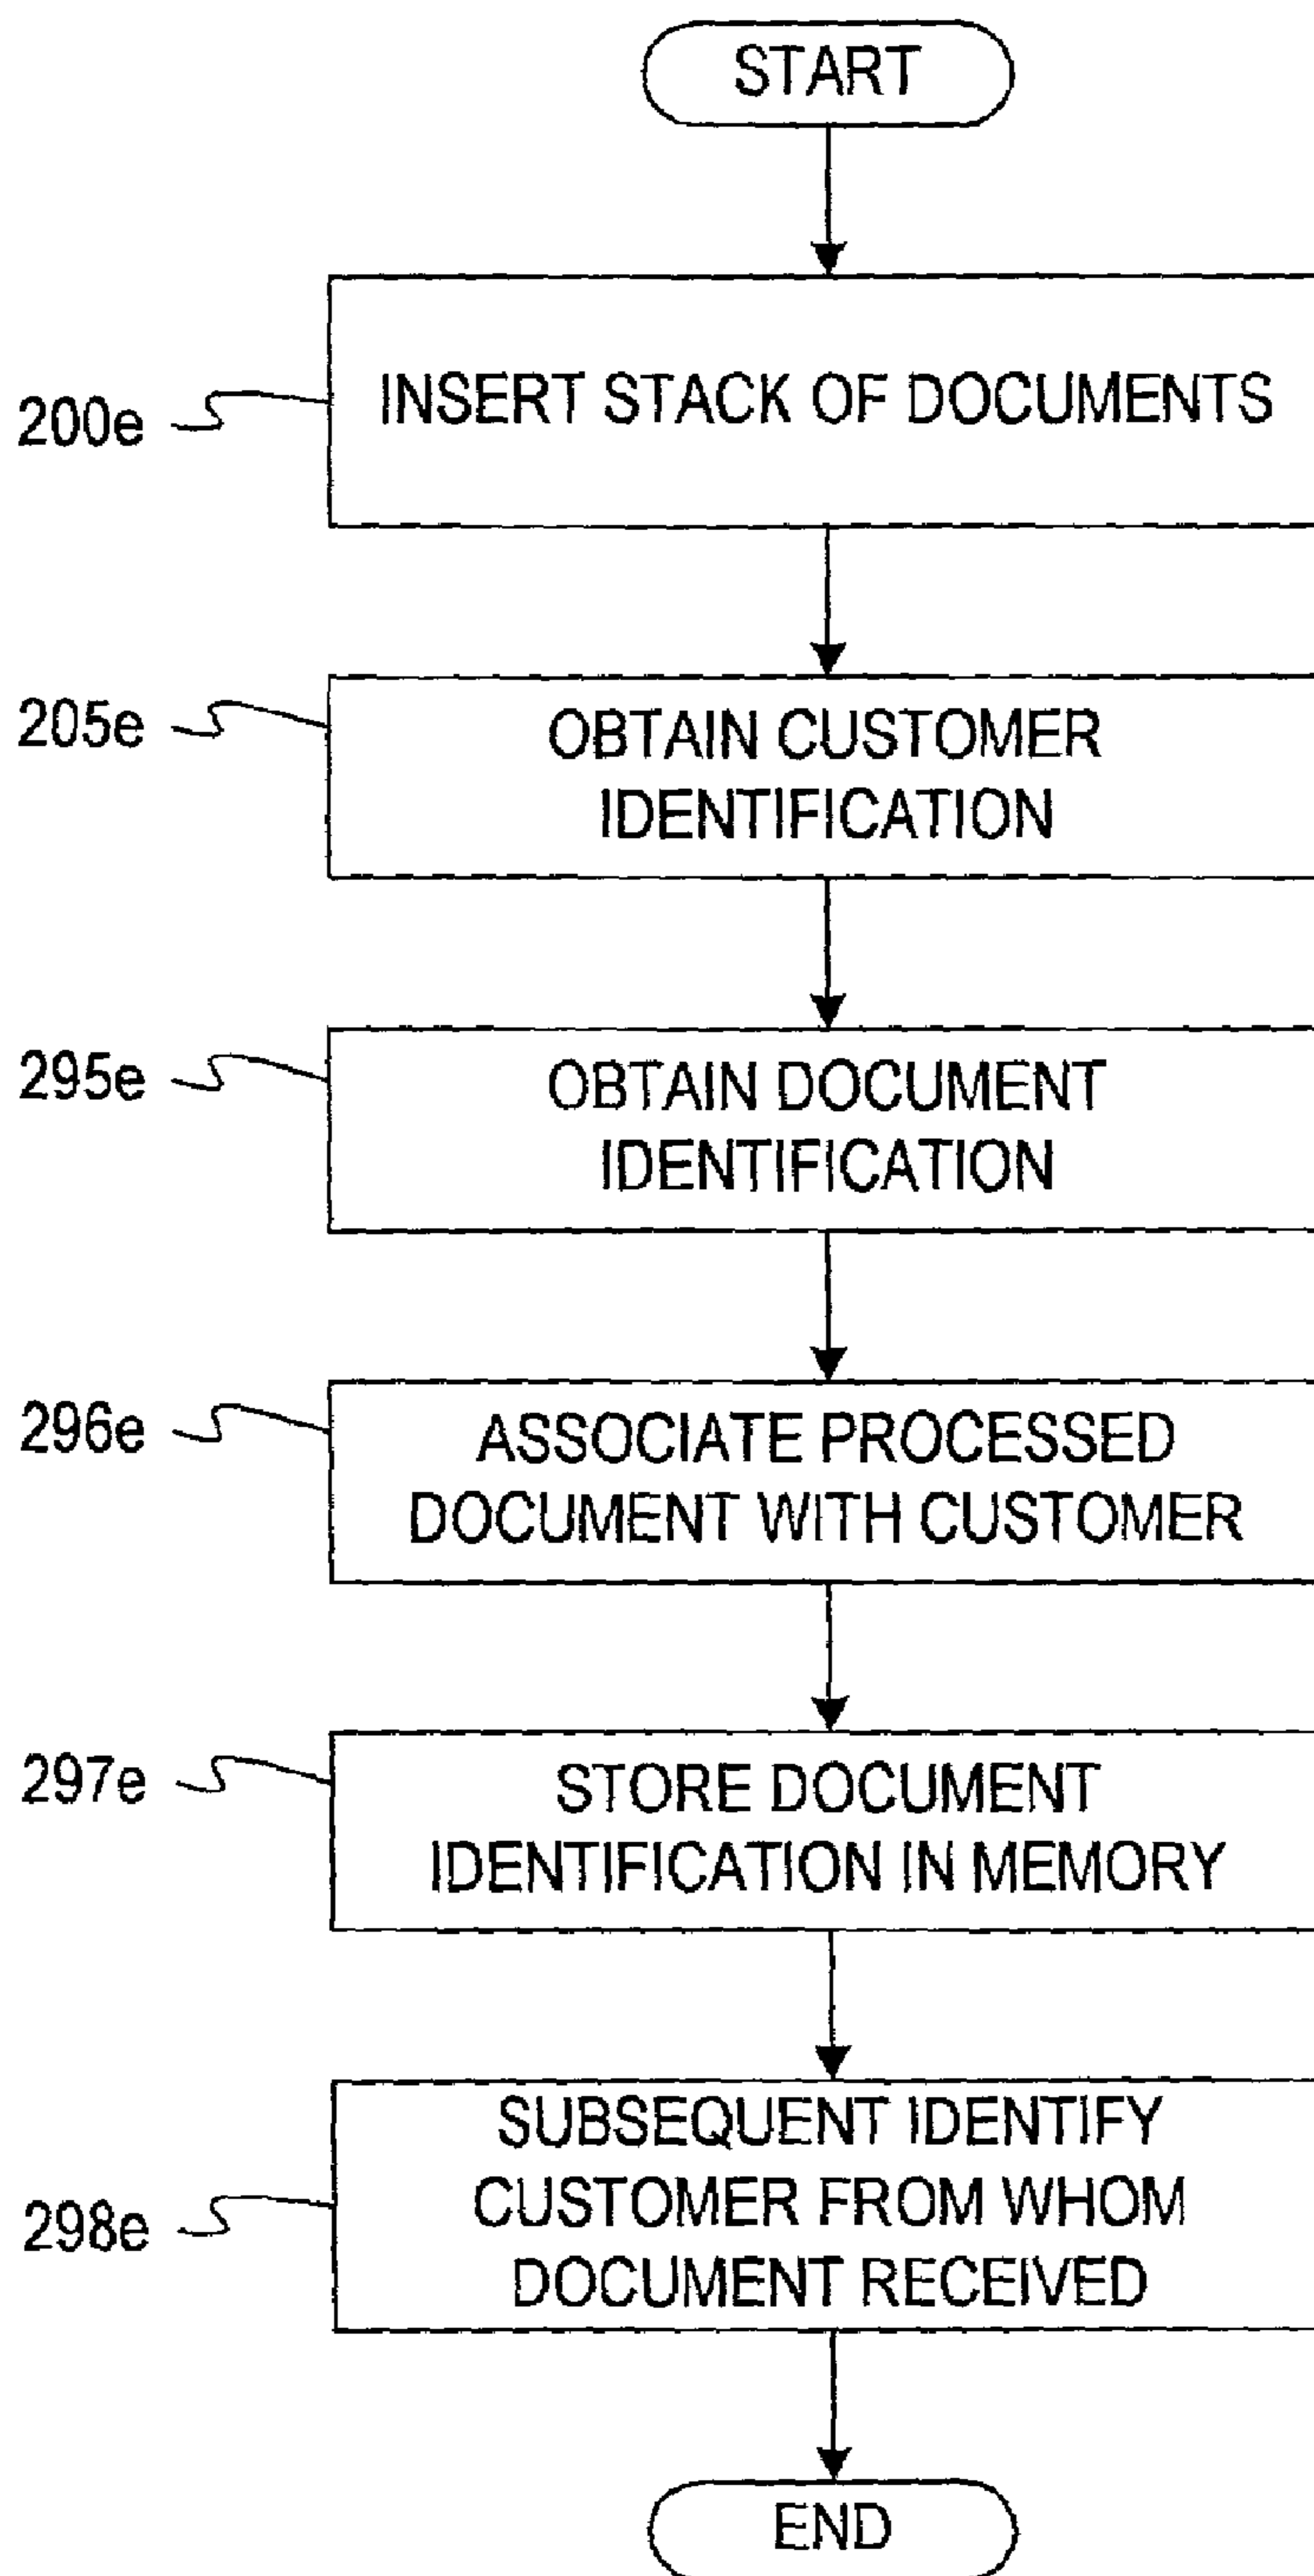 START
200e
INSERT STACK OF DOCUMENTS
205e
OBTAIN CUSTOMER
IDENTIFICATION
295e
OBTAIN DOCUMENT
IDENTIFICATION
296e
ASSOCIATE PROCESSED
DOCUMENT WITH CUSTOMER
297e
STORE DOCUMENT
IDENTIFICATION IN MEMORY
298e
SUBSEQUENT IDENTIFY
CUSTOMER FROM WHOM
DOCUMENT RECEIVED
END